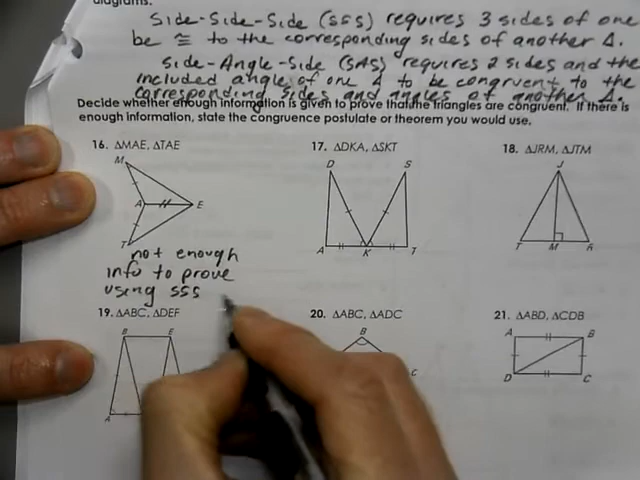 diagrams.
Side-Side-Side (SSS) requires 3 sides of one
be ≅ to the corresponding sides of another Δ.
Side-Angle-Side (SAS) requires 2 sides and the
included angle of one Δ to be congruent to the
corresponding sides and angles of another Δ.
Decide whether enough information is given to prove that the triangles are congruent. If there is
enough information, state the congruence postulate or theorem you would use.
16. ΔMAE, ΔTAE
17. ΔDKA, ΔSKT
18. ΔJRM, ΔJTM
M
A
E
T
D
S
A
K
T
J
T
M
R
not enough
info to prove
using SSS
19. ΔABC, ΔDEF
20. ΔABC, ΔADC
21. ΔABD, ΔCDB
B
E
A
B
C
A
B
D
C